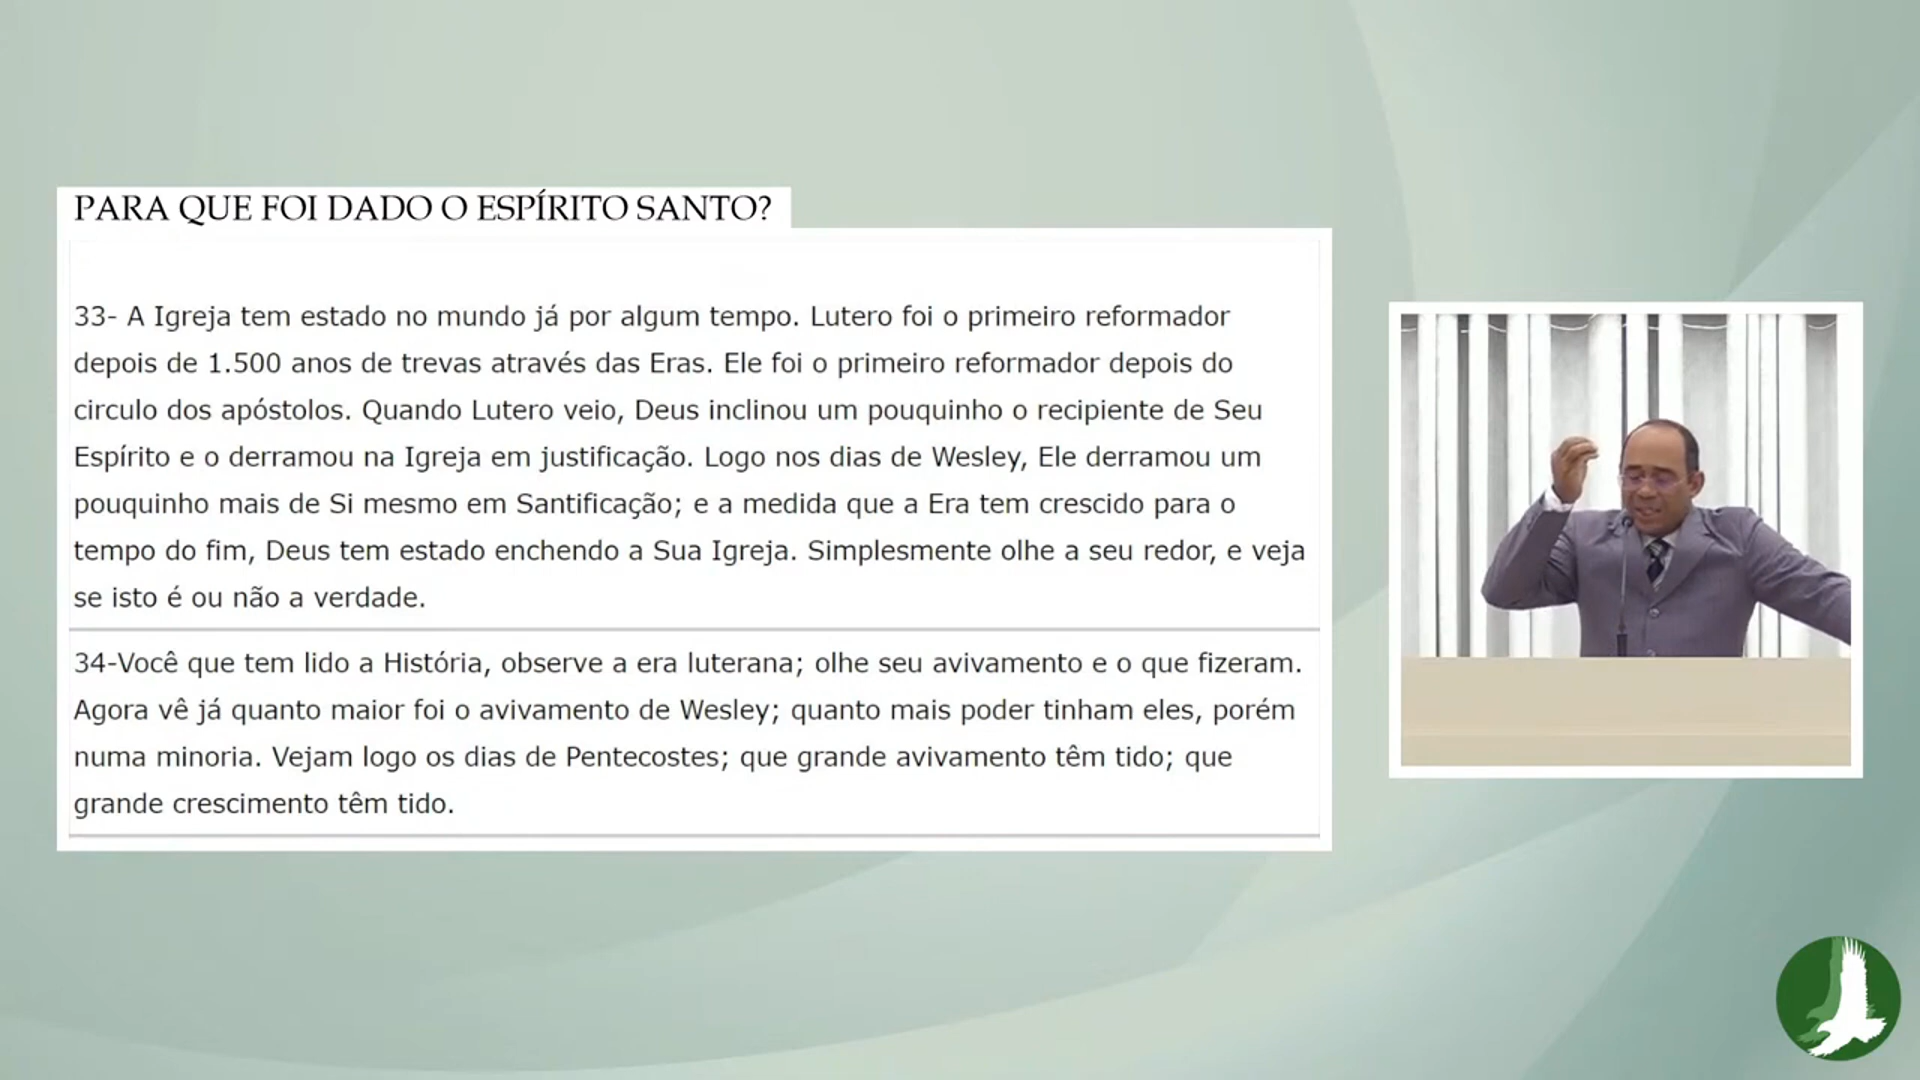 PARA QUE FOI DADO O ESPÍRITO SANTO?
33- A Igreja tem estado no mundo já por algum tempo. Lutero foi o primeiro reformador
depois de 1.500 anos de trevas através das Eras. Ele foi o primeiro reformador depois do
circulo dos apóstolos. Quando Lutero veio, Deus inclinou um pouquinho o recipiente de Seu
Espírito e o derramou na Igreja em justificação. Logo nos dias de Wesley, Ele derramou um
pouquinho mais de Si mesmo em Santificação; e a medida que a Era tem crescido para o
tempo do fim, Deus tem estado enchendo a Sua Igreja. Simplesmente olhe a seu redor, e veja
se isto é ou não a verdade.
34-Você que tem lido a História, observe a era luterana; olhe seu avivamento e o que fizeram.
Agora vê já quanto maior foi o avivamento de Wesley; quanto mais poder tinham eles, porém
numa minoria. Vejam logo os dias de Pentecostes; que grande avivamento têm tido; que
grande crescimento têm tido.